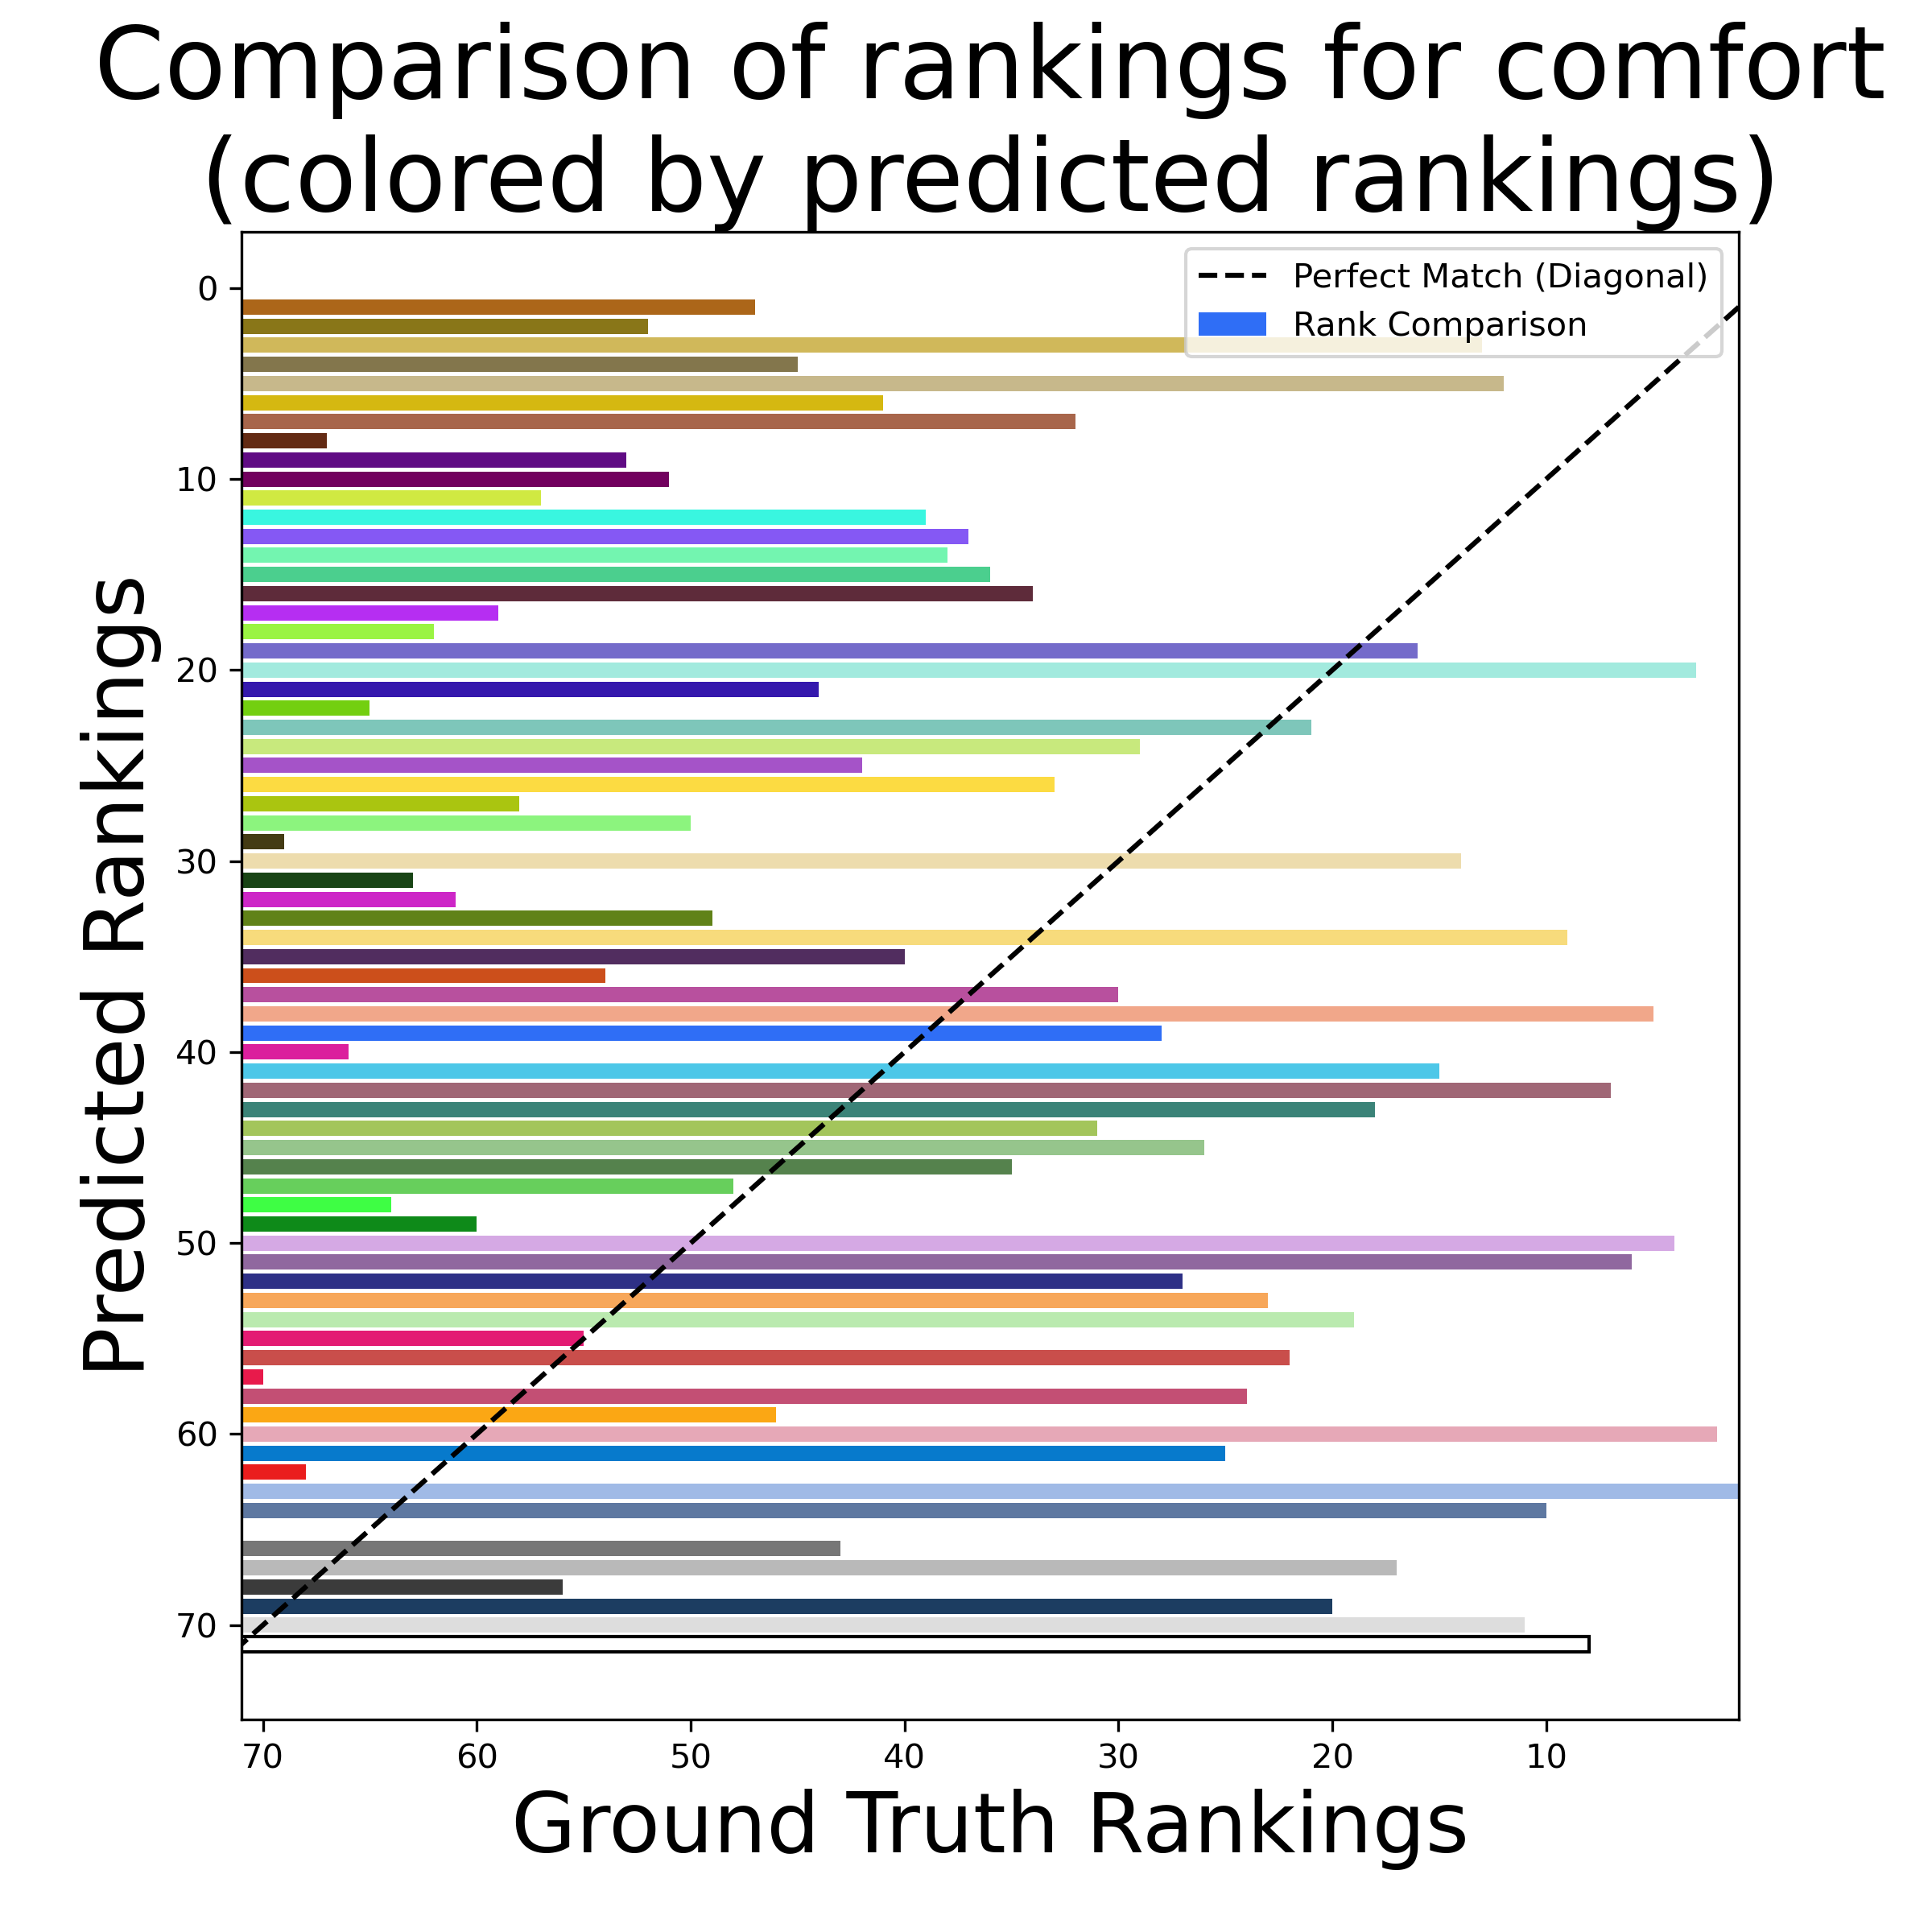 Comparison of rankings for comfort
(colored by predicted rankings)
Perfect Match (Diagonal)
Rank Comparison
Predicted Rankings
0
10
20
30
40
50
60
70
70 60 50 40 30 20 10
Ground Truth Rankings